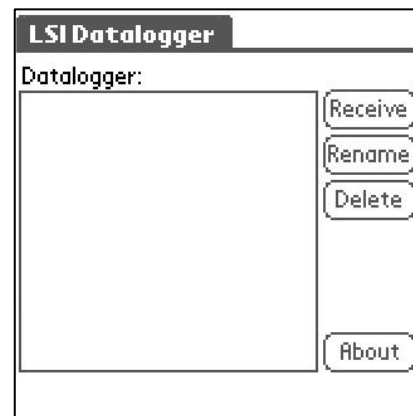 LSI Datalogger
Datalogger:
Receive
Rename
Delete
About